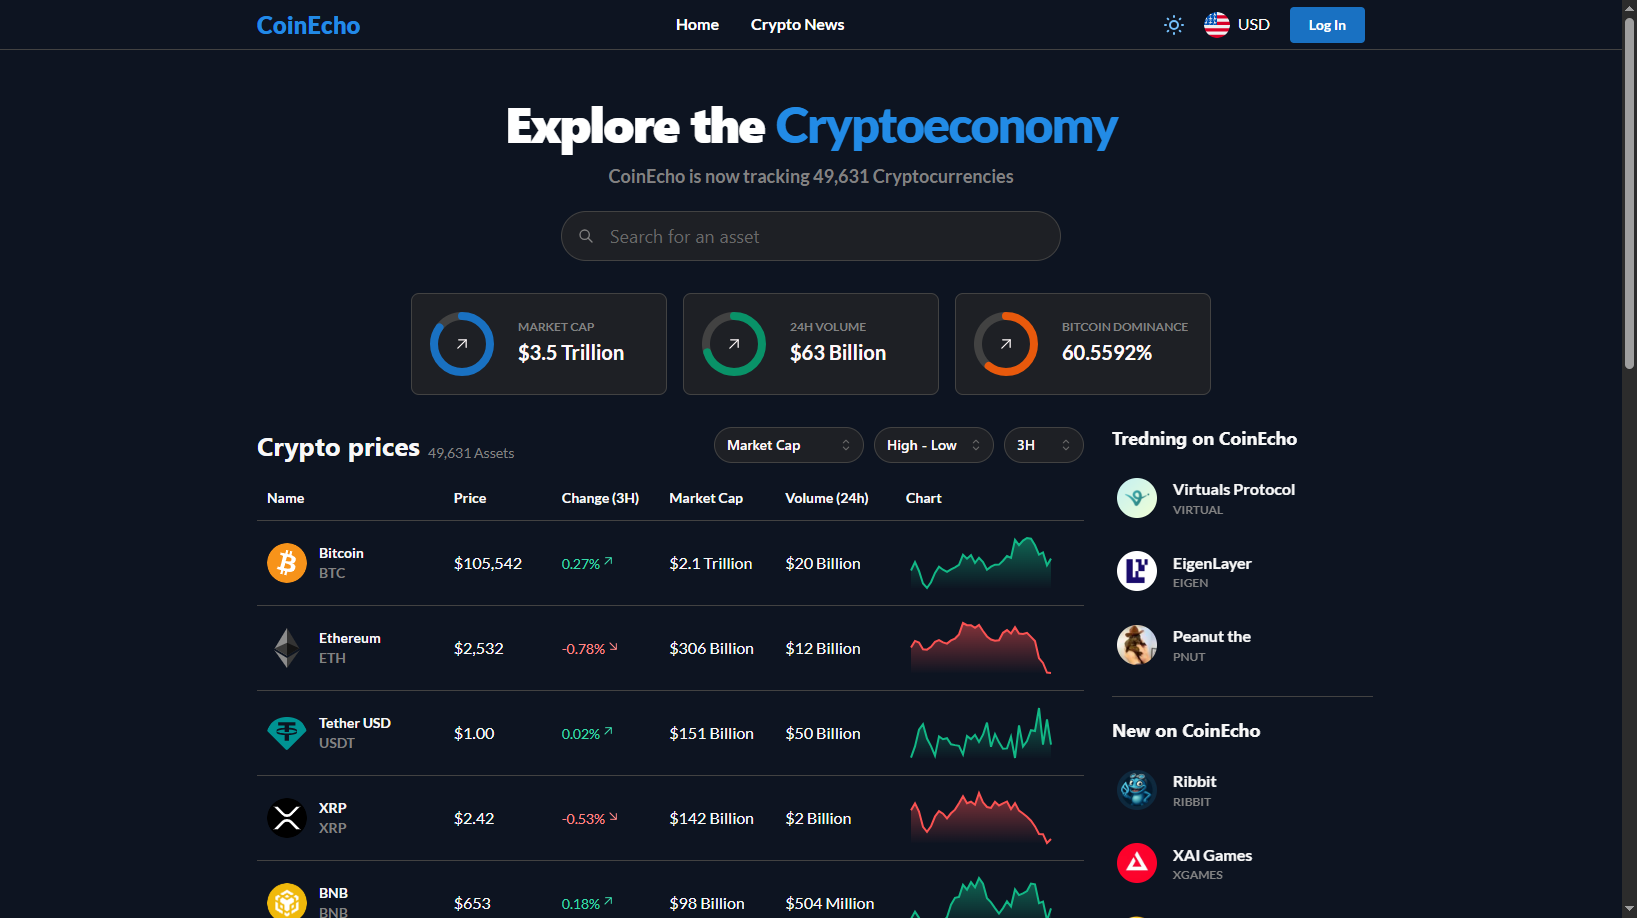 CoinEcho
Home
Crypto News
USD
Log In
Explore the Cryptoeconomy
CoinEcho is now tracking 49,631 Cryptocurrencies
Search for an asset
MARKET CAP
$3.5 Trillion
24H VOLUME
$63 Billion
BITCOIN DOMINANCE
60.5592%
Crypto prices 49,631 Assets
Market Cap
High - Low
3H
Name Price Change (3H) Market Cap Volume (24h) Chart
Bitcoin
BTC
$105,542 0.27% $2.1 Trillion $20 Billion
Ethereum
ETH
$2,532 -0.78% $306 Billion $12 Billion
Tether USD
USDT
$1.00 0.02% $151 Billion $50 Billion
XRP
XRP
$2.42 -0.53% $142 Billion $2 Billion
BNB
BNB
$653 0.18% $98 Billion $504 Million
Tredning on CoinEcho
Virtuals Protocol
VIRTUAL
EigenLayer
EIGEN
Peanut the
PNUT
New on CoinEcho
Ribbit
RIBBIT
XAI Games
XGAMES